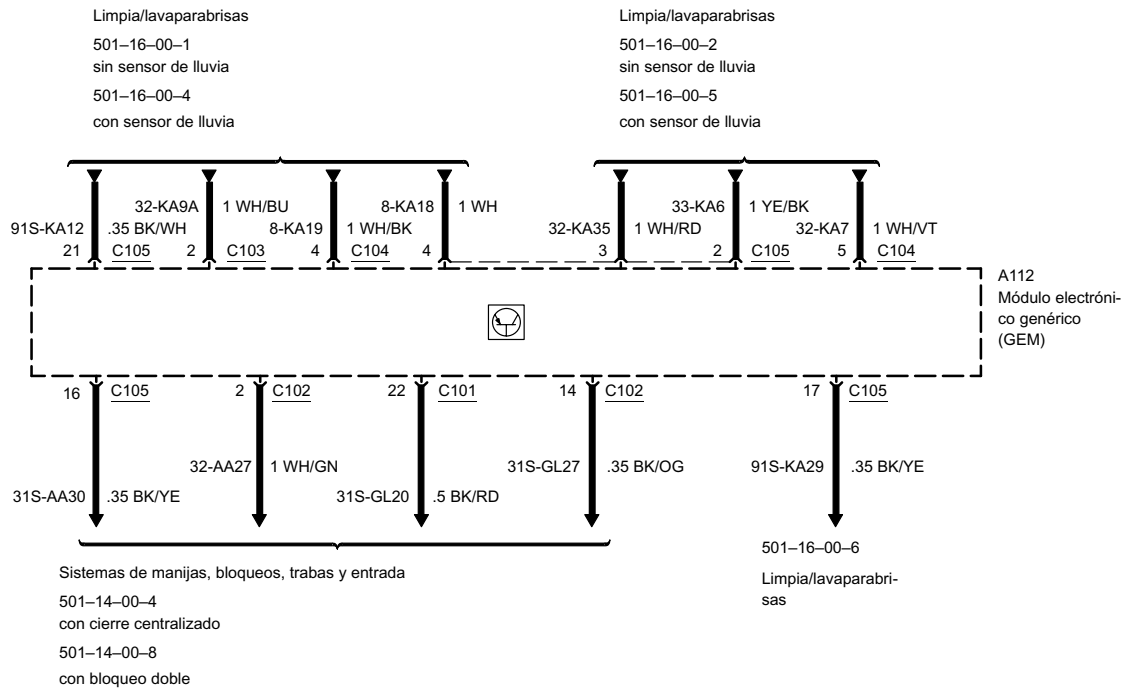 Limpia/lavaparabrisas
501–16–00–1
sin sensor de lluvia
501–16–00–4
con sensor de lluvia
Limpia/lavaparabrisas
501–16–00–2
sin sensor de lluvia
501–16–00–5
con sensor de lluvia
32-KA9A 1 WH/BU 8-KA18 1 WH 33-KA6 1 YE/BK
91S-KA12 .35 BK/WH 8-KA19 1 WH/BK 32-KA35 1 WH/RD 32-KA7 1 WH/VT
21 C105 2 C103 4 C104 4 3 2 C105 5 C104
A112
Módulo electróni-
co genérico
(GEM)
16 C105 2 C102 22 C101 14 C102 17 C105
32-AA27 1 WH/GN 31S-GL27 .35 BK/OG 91S-KA29 .35 BK/YE
31S-AA30 .35 BK/YE 31S-GL20 .5 BK/RD
501–16–00–6
Limpia/lavaparabri-
sas
Sistemas de manijas, bloqueos, trabas y entrada
501–14–00–4
con cierre centralizado
501–14–00–8
con bloqueo doble